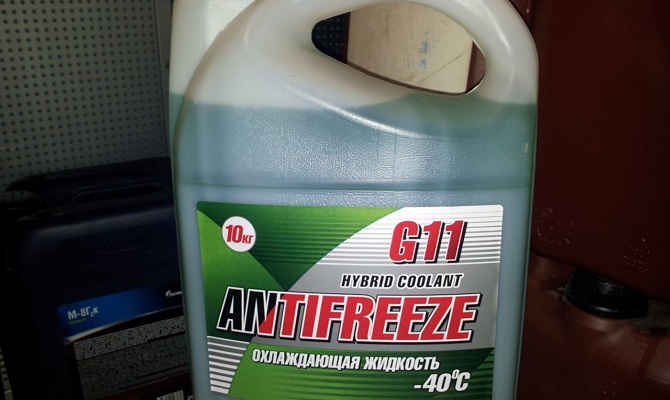 10кг
G11
HYBRID COOLANT
ANTIFREEZE
ОХЛАЖДАЮЩАЯ ЖИДКОСТЬ
-40°C
М-8Г₂к